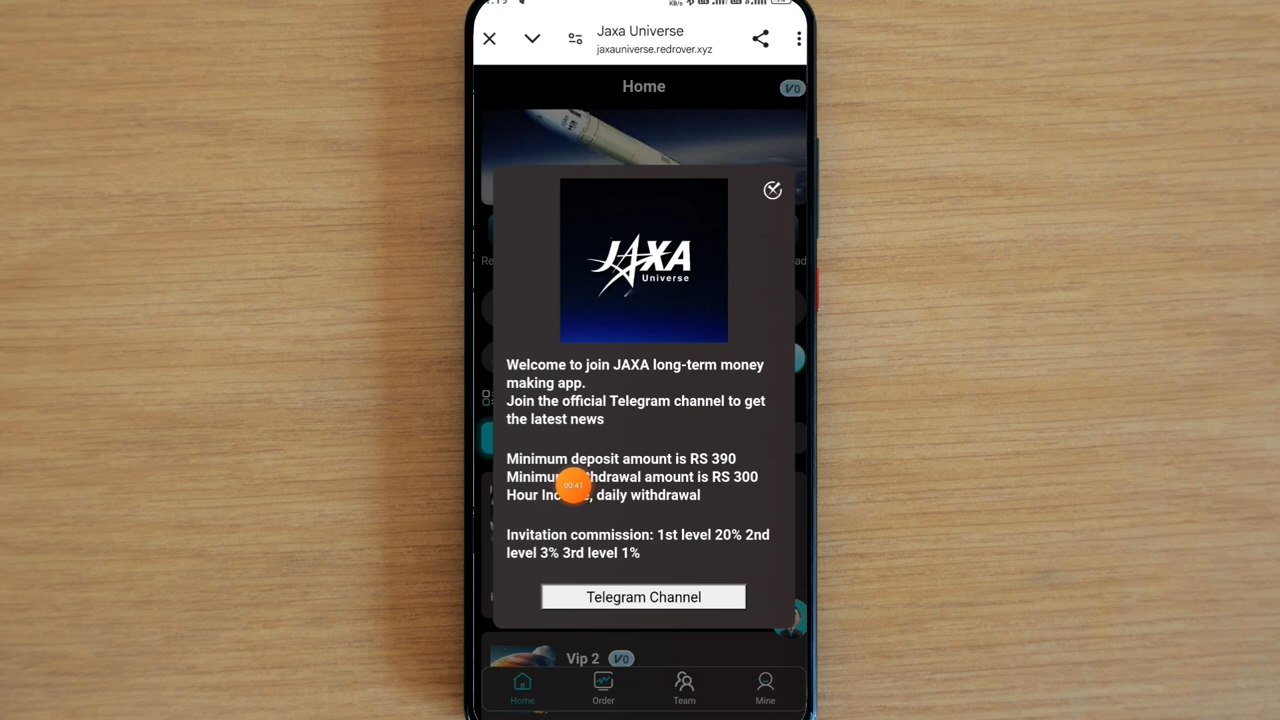 Jaxa Universe
jaxauniverse.redrover.xyz
Home
V0
JAXA
Universe
Welcome to join JAXA long-term money
making app.
Join the official Telegram channel to get
the latest news
Minimum deposit amount is RS 390
withdrawal amount is RS 300
Hour daily withdrawal
00:41
Invitation commission: 1st level 20% 2nd
level 3% 3rd level 1%
Telegram Channel
Vip 2 V0
Home Order Team Mine